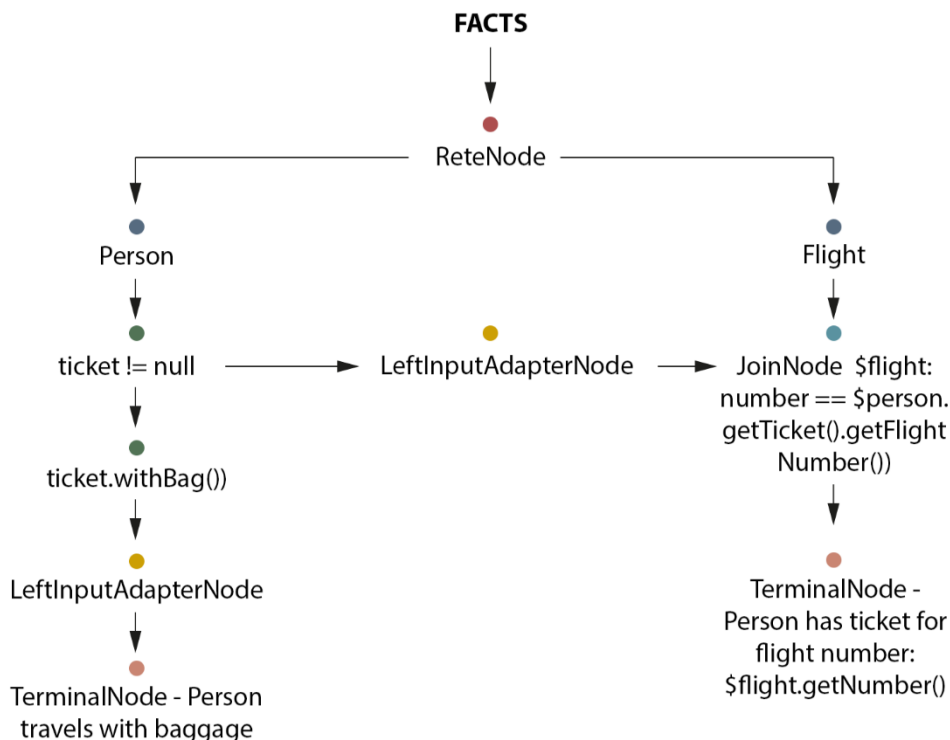 FACTS
ReteNode
Person
Flight
ticket != null
LeftInputAdapterNode
JoinNode $flight:
number == $person.
getTicket().getFlight
Number())
ticket.withBag())
LeftInputAdapterNode
TerminalNode - Person
travels with baggage
TerminalNode -
Person has ticket for
flight number:
$flight.getNumber()